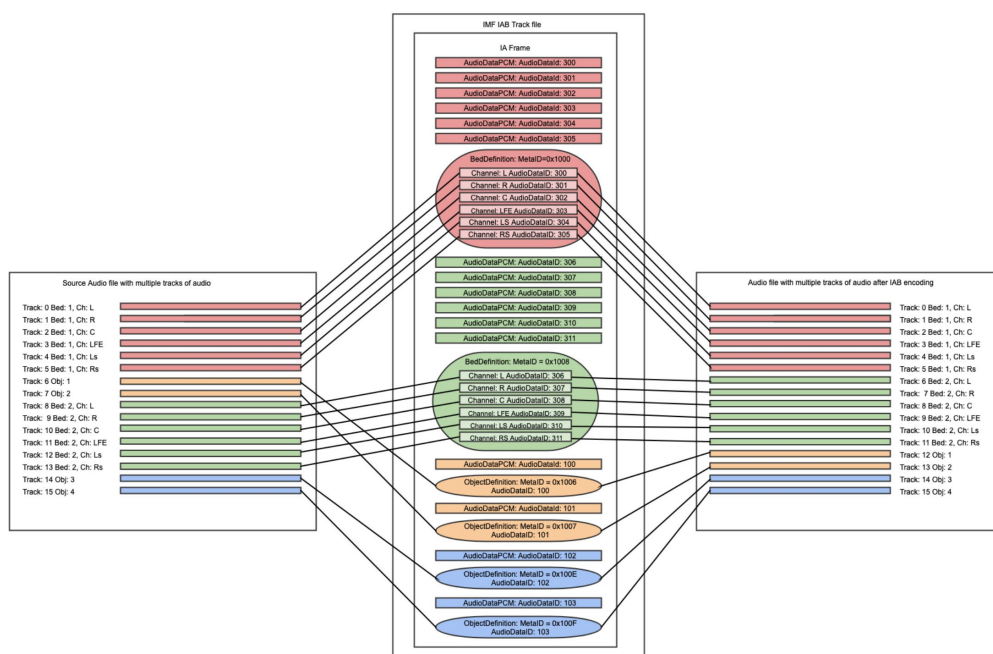 IMF IAB Track file
IA Frame
AudioDataPCM: AudioDataId: 300
AudioDataPCM: AudioDataId: 301
AudioDataPCM: AudioDataId: 302
AudioDataPCM: AudioDataId: 303
AudioDataPCM: AudioDataId: 304
AudioDataPCM: AudioDataId: 305
BedDefinition: MetaID=0x1000
Channel: L AudioDataID: 300
Channel: R AudioDataID: 301
Channel: C AudioDataID: 302
Channel: LFE AudioDataID: 303
Channel: LS AudioDataID: 304
Channel: RS AudioDataID: 305
AudioDataPCM: AudioDataID: 306
AudioDataPCM: AudioDataID: 307
AudioDataPCM: AudioDataID: 308
AudioDataPCM: AudioDataID: 309
AudioDataPCM: AudioDataID: 310
AudioDataPCM: AudioDataID: 311
BedDefinition: MetaID = 0x1008
Channel: L AudioDataID: 306
Channel: R AudioDataID: 307
Channel: C AudioDataID: 308
Channel: LFE AudioDataID: 309
Channel: LS AudioDataID: 310
Channel: RS AudioDataID: 311
AudioDataPCM: AudioDataId: 100
ObjectDefinition: MetaID = 0x1006
AudioDataID: 100
AudioDataPCM: AudioDataId: 101
ObjectDefinition: MetaID = 0x1007
AudioDataID: 101
AudioDataPCM: AudioDataID: 102
ObjectDefinition: MetaID = 0x100E
AudioDataID: 102
AudioDataPCM: AudioDataID: 103
ObjectDefinition: MetaID = 0x100F
AudioDataID: 103
Source Audio file with multiple tracks of audio
Track: 0 Bed: 1, Ch: L
Track: 1 Bed: 1, Ch: R
Track: 2 Bed: 1, Ch: C
Track: 3 Bed: 1, Ch: LFE
Track: 4 Bed: 1, Ch: Ls
Track: 5 Bed: 1, Ch: Rs
Track: 6 Obj: 1
Track: 7 Obj: 2
Track: 8 Bed: 2, Ch: L
Track: 9 Bed: 2, Ch: R
Track: 10 Bed: 2, Ch: C
Track: 11 Bed: 2, Ch: LFE
Track: 12 Bed: 2, Ch: Ls
Track: 13 Bed: 2, Ch: Rs
Track: 14 Obj: 3
Track: 15 Obj: 4
Audio file with multiple tracks of audio after IAB encoding
Track: 0 Bed: 1, Ch: L
Track: 1 Bed: 1, Ch: R
Track: 2 Bed: 1, Ch: C
Track: 3 Bed: 1, Ch: LFE
Track: 4 Bed: 1, Ch: Ls
Track: 5 Bed: 1, Ch: Rs
Track: 6 Bed: 2, Ch: L
Track: 7 Bed: 2, Ch: R
Track: 8 Bed: 2, Ch: C
Track: 9 Bed: 2, Ch: LFE
Track: 10 Bed: 2, Ch: Ls
Track: 11 Bed: 2, Ch: Rs
Track: 12 Obj: 1
Track: 13 Obj: 2
Track: 14 Obj: 3
Track: 15 Obj: 4